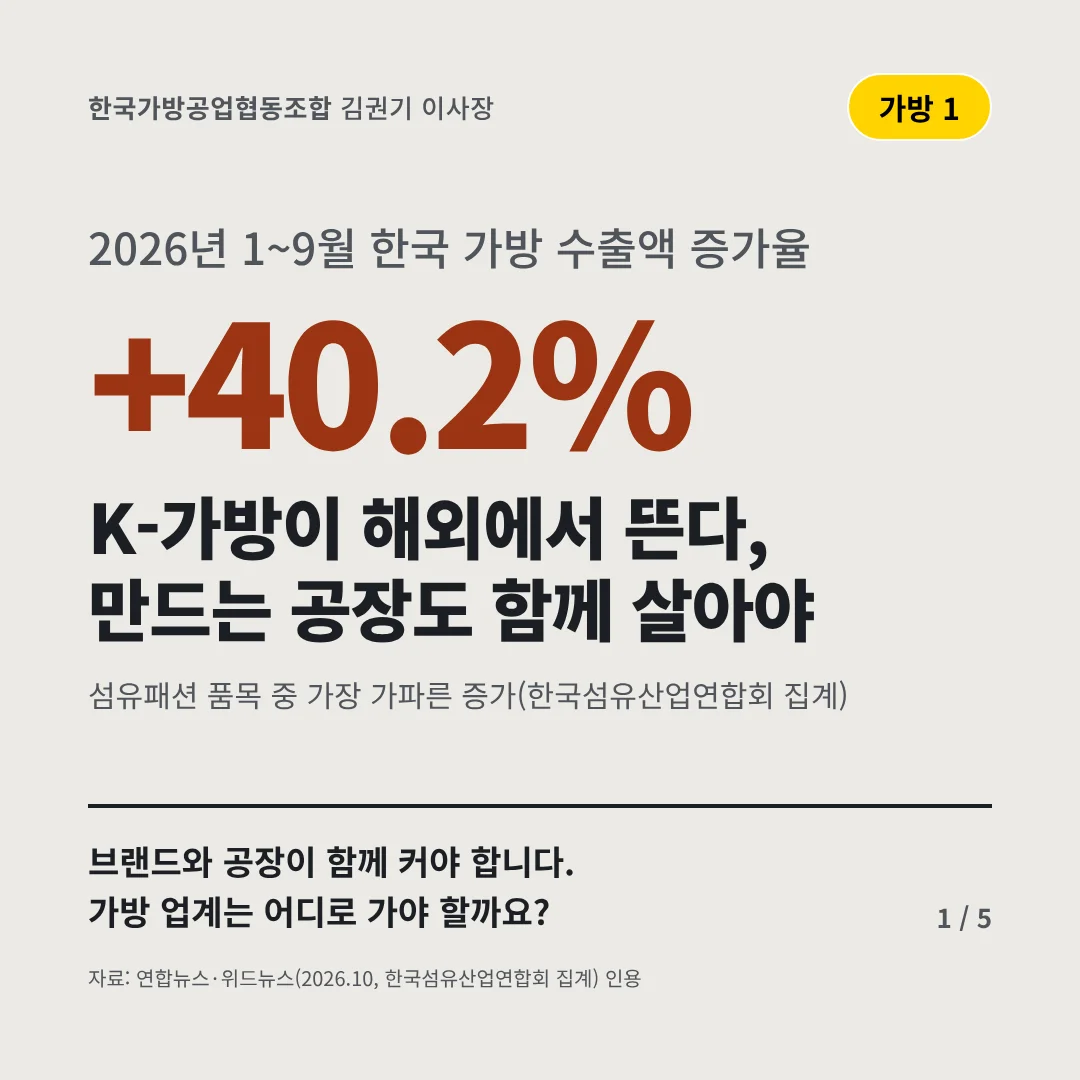 한국가방공업협동조합 김권기 이사장
가방 1
2026년 1~9월 한국 가방 수출액 증가율
+40.2%
K-가방이 해외에서 뜬다,
만드는 공장도 함께 살아야
섬유패션 품목 중 가장 가파른 증가(한국섬유산업연합회 집계)
브랜드와 공장이 함께 커야 합니다.
가방 업계는 어디로 가야 할까요?
1 / 5
자료: 연합뉴스·위드뉴스(2026.10, 한국섬유산업연합회 집계) 인용